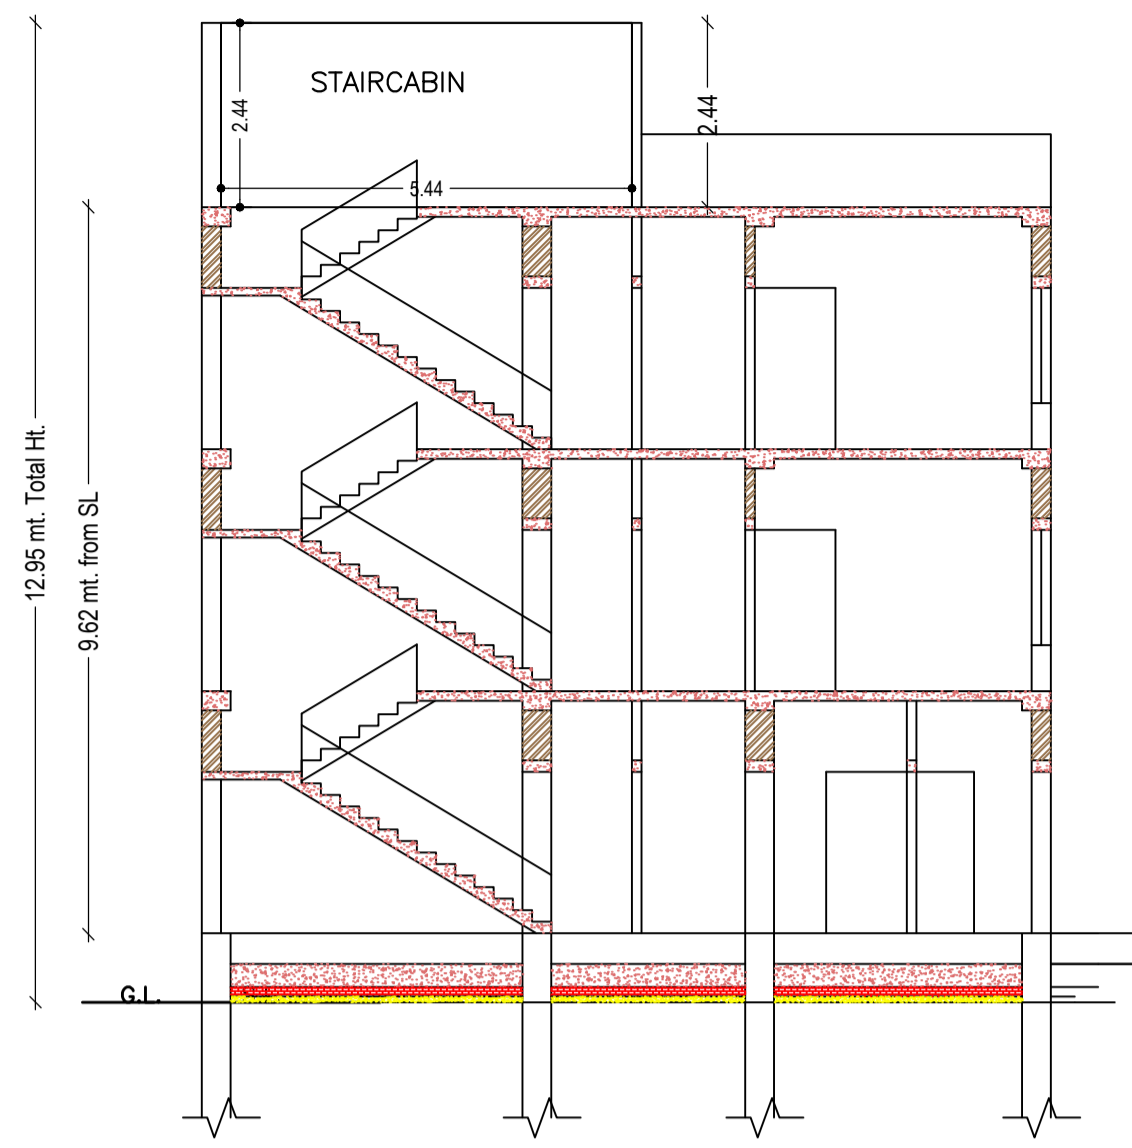 STAIRCABIN
2.44
2.44
5.44
12.95 mt. Total Ht.
9.62 mt. from SL
G.L.